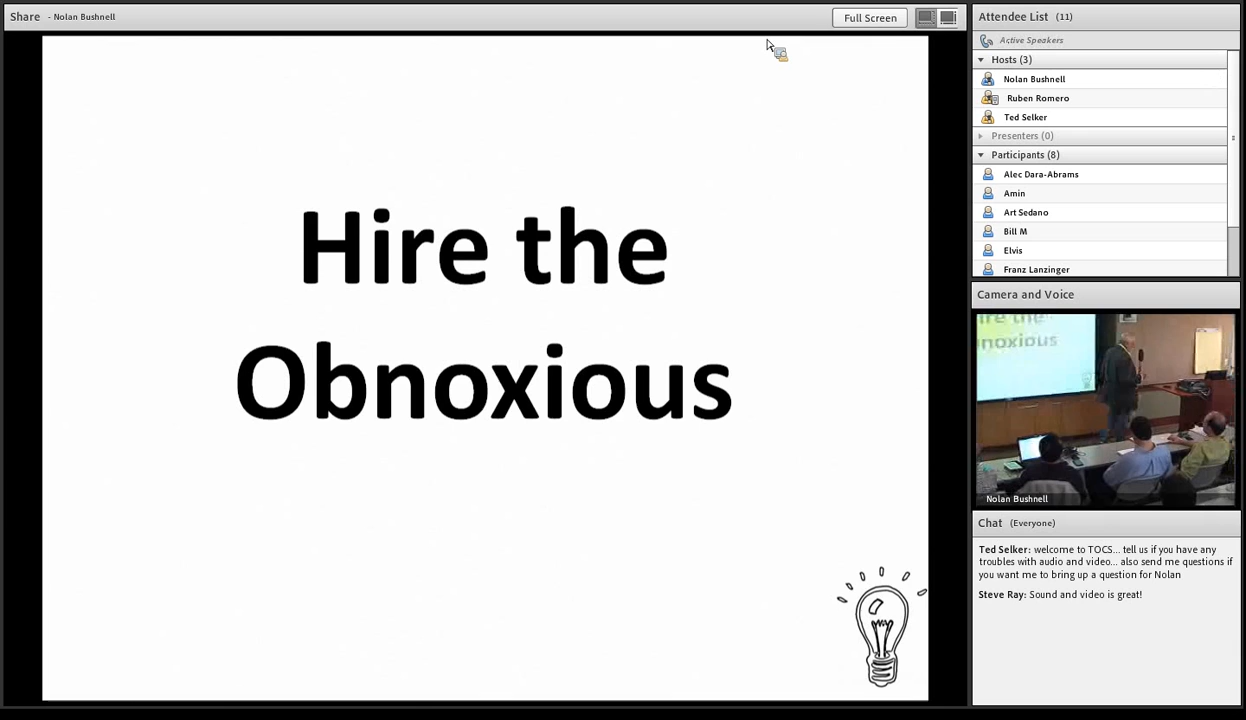 Share - Nolan Bushnell
Full Screen
Hire the
Obnoxious
Attendee List (11)
Active Speakers
Hosts (3)
Nolan Bushnell
Ruben Romero
Ted Selker
Presenters (0)
Participants (8)
Alec Dara-Abrams
Amin
Art Sedano
Bill M
Elvis
Franz Lanzinger
Camera and Voice
ire the
noxious
Nolan Bushnell
Chat (Everyone)
Ted Selker: welcome to TOCS... tell us if you have any
troubles with audio and video... also send me questions if
you want me to bring up a question for Nolan
Steve Ray: Sound and video is great!